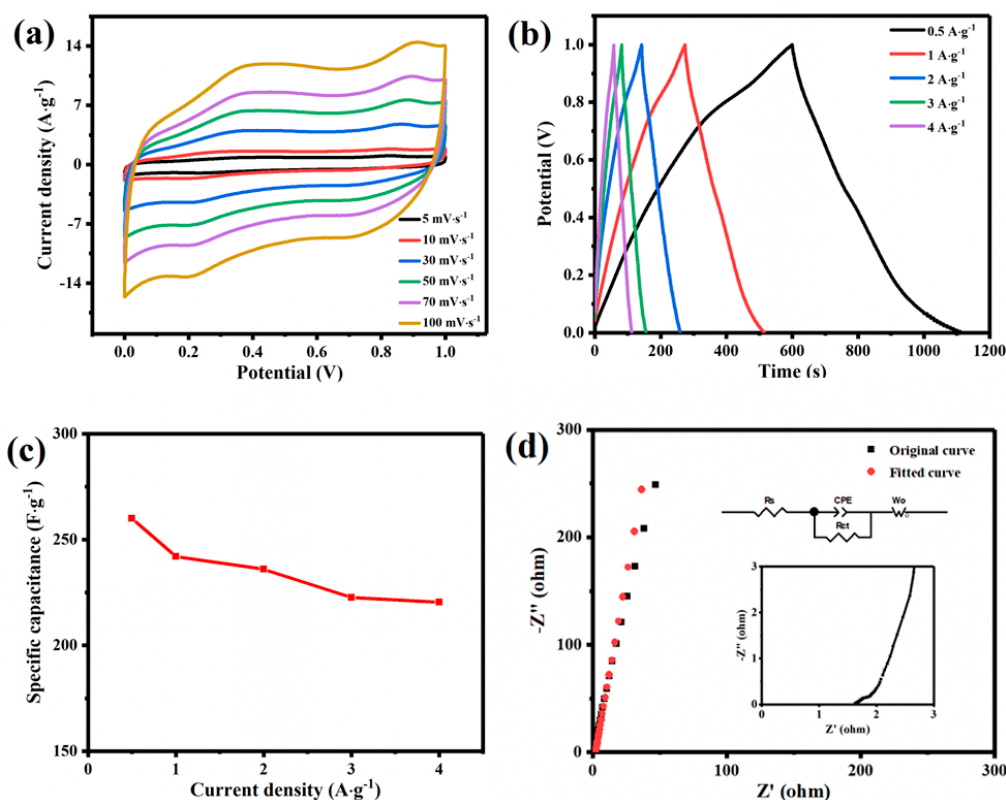 (a)
14
7
0
-7
-14
Current density (A·g⁻¹)
5 mV·s⁻¹
10 mV·s⁻¹
30 mV·s⁻¹
50 mV·s⁻¹
70 mV·s⁻¹
100 mV·s⁻¹
0.0 0.2 0.4 0.6 0.8 1.0
Potential (V)
(b)
1.0
0.8
0.6
0.4
0.2
0.0
Potential (V)
0.5 A·g⁻¹
1 A·g⁻¹
2 A·g⁻¹
3 A·g⁻¹
4 A·g⁻¹
0 200 400 600 800 1000 1200
Time (s)
(c)
300
250
200
150
Specific capacitance (F·g⁻¹)
0 1 2 3 4
Current density (A·g⁻¹)
(d)
300
200
100
0
-Z'' (ohm)
Original curve
Fitted curve
Rs CPE Wo
Rct
3
2
1
0
-Z'' (ohm)
0 1 2 3
Z' (ohm)
0 100 200 300
Z' (ohm)